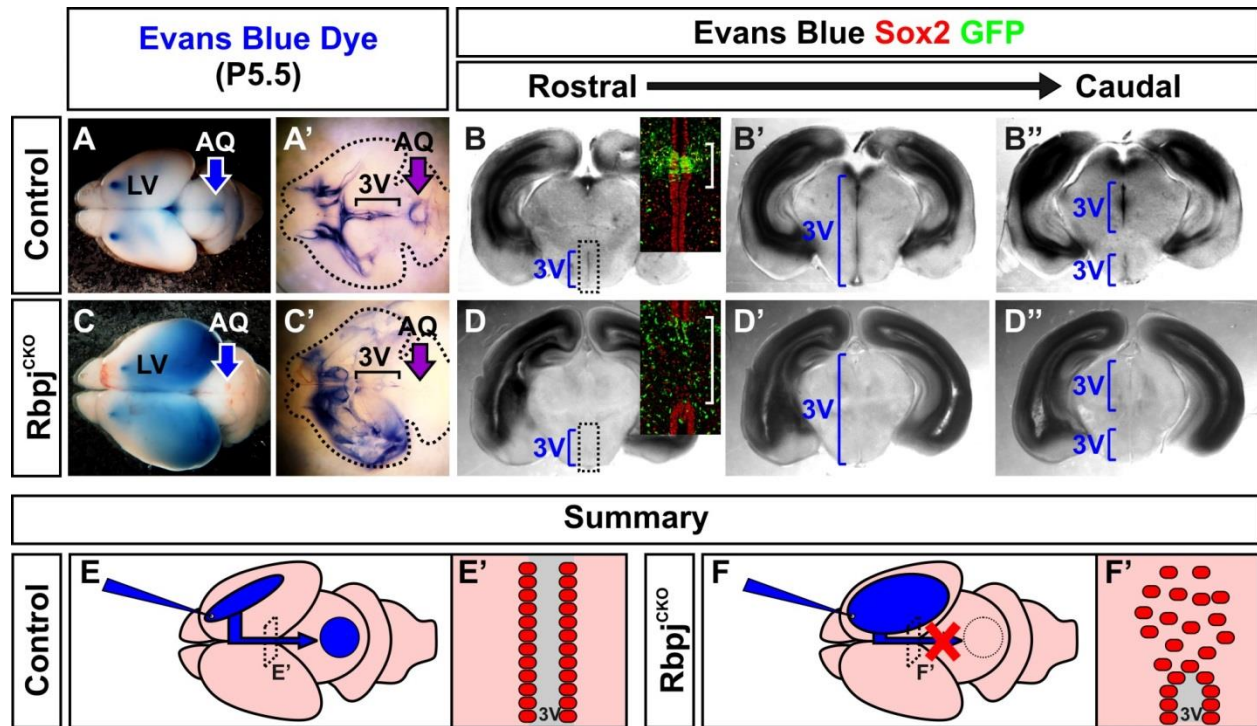 Evans Blue Dye
(P5.5)
Evans Blue Sox2 GFP
Rostral
Caudal
Control
A
AQ
LV
A'
AQ
3V
B
3V
B'
3V
B''
3V
3V
Rbpj^CKO
C
AQ
LV
C'
AQ
3V
D
3V
D'
3V
D''
3V
3V
Summary
Control
E
E'
E'
3V
Rbpj^CKO
F
F'
F'
3V